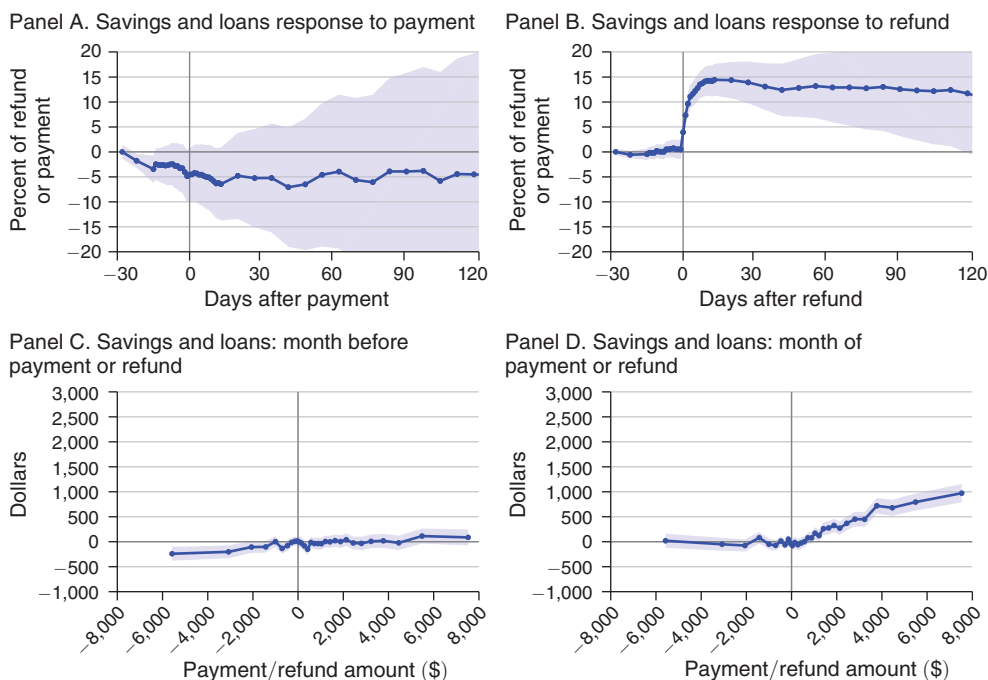 Panel A. Savings and loans response to payment
20
15
10
5
0
−5
−10
−15
−20
Percent of refund
or payment
−30 0 30 60 90 120
Days after payment
Panel B. Savings and loans response to refund
20
15
10
5
0
−5
−10
−15
−20
Percent of refund
or payment
−30 0 30 60 90 120
Days after refund
Panel C. Savings and loans: month before
payment or refund
3,000
2,500
2,000
1,500
1,000
500
0
−500
−1,000
Dollars
−8,000 −6,000 −4,000 −2,000 0 2,000 4,000 6,000 8,000
Payment/refund amount ($)
Panel D. Savings and loans: month of
payment or refund
3,000
2,500
2,000
1,500
1,000
500
0
−500
−1,000
Dollars
−8,000 −6,000 −4,000 −2,000 0 2,000 4,000 6,000 8,000
Payment/refund amount ($)